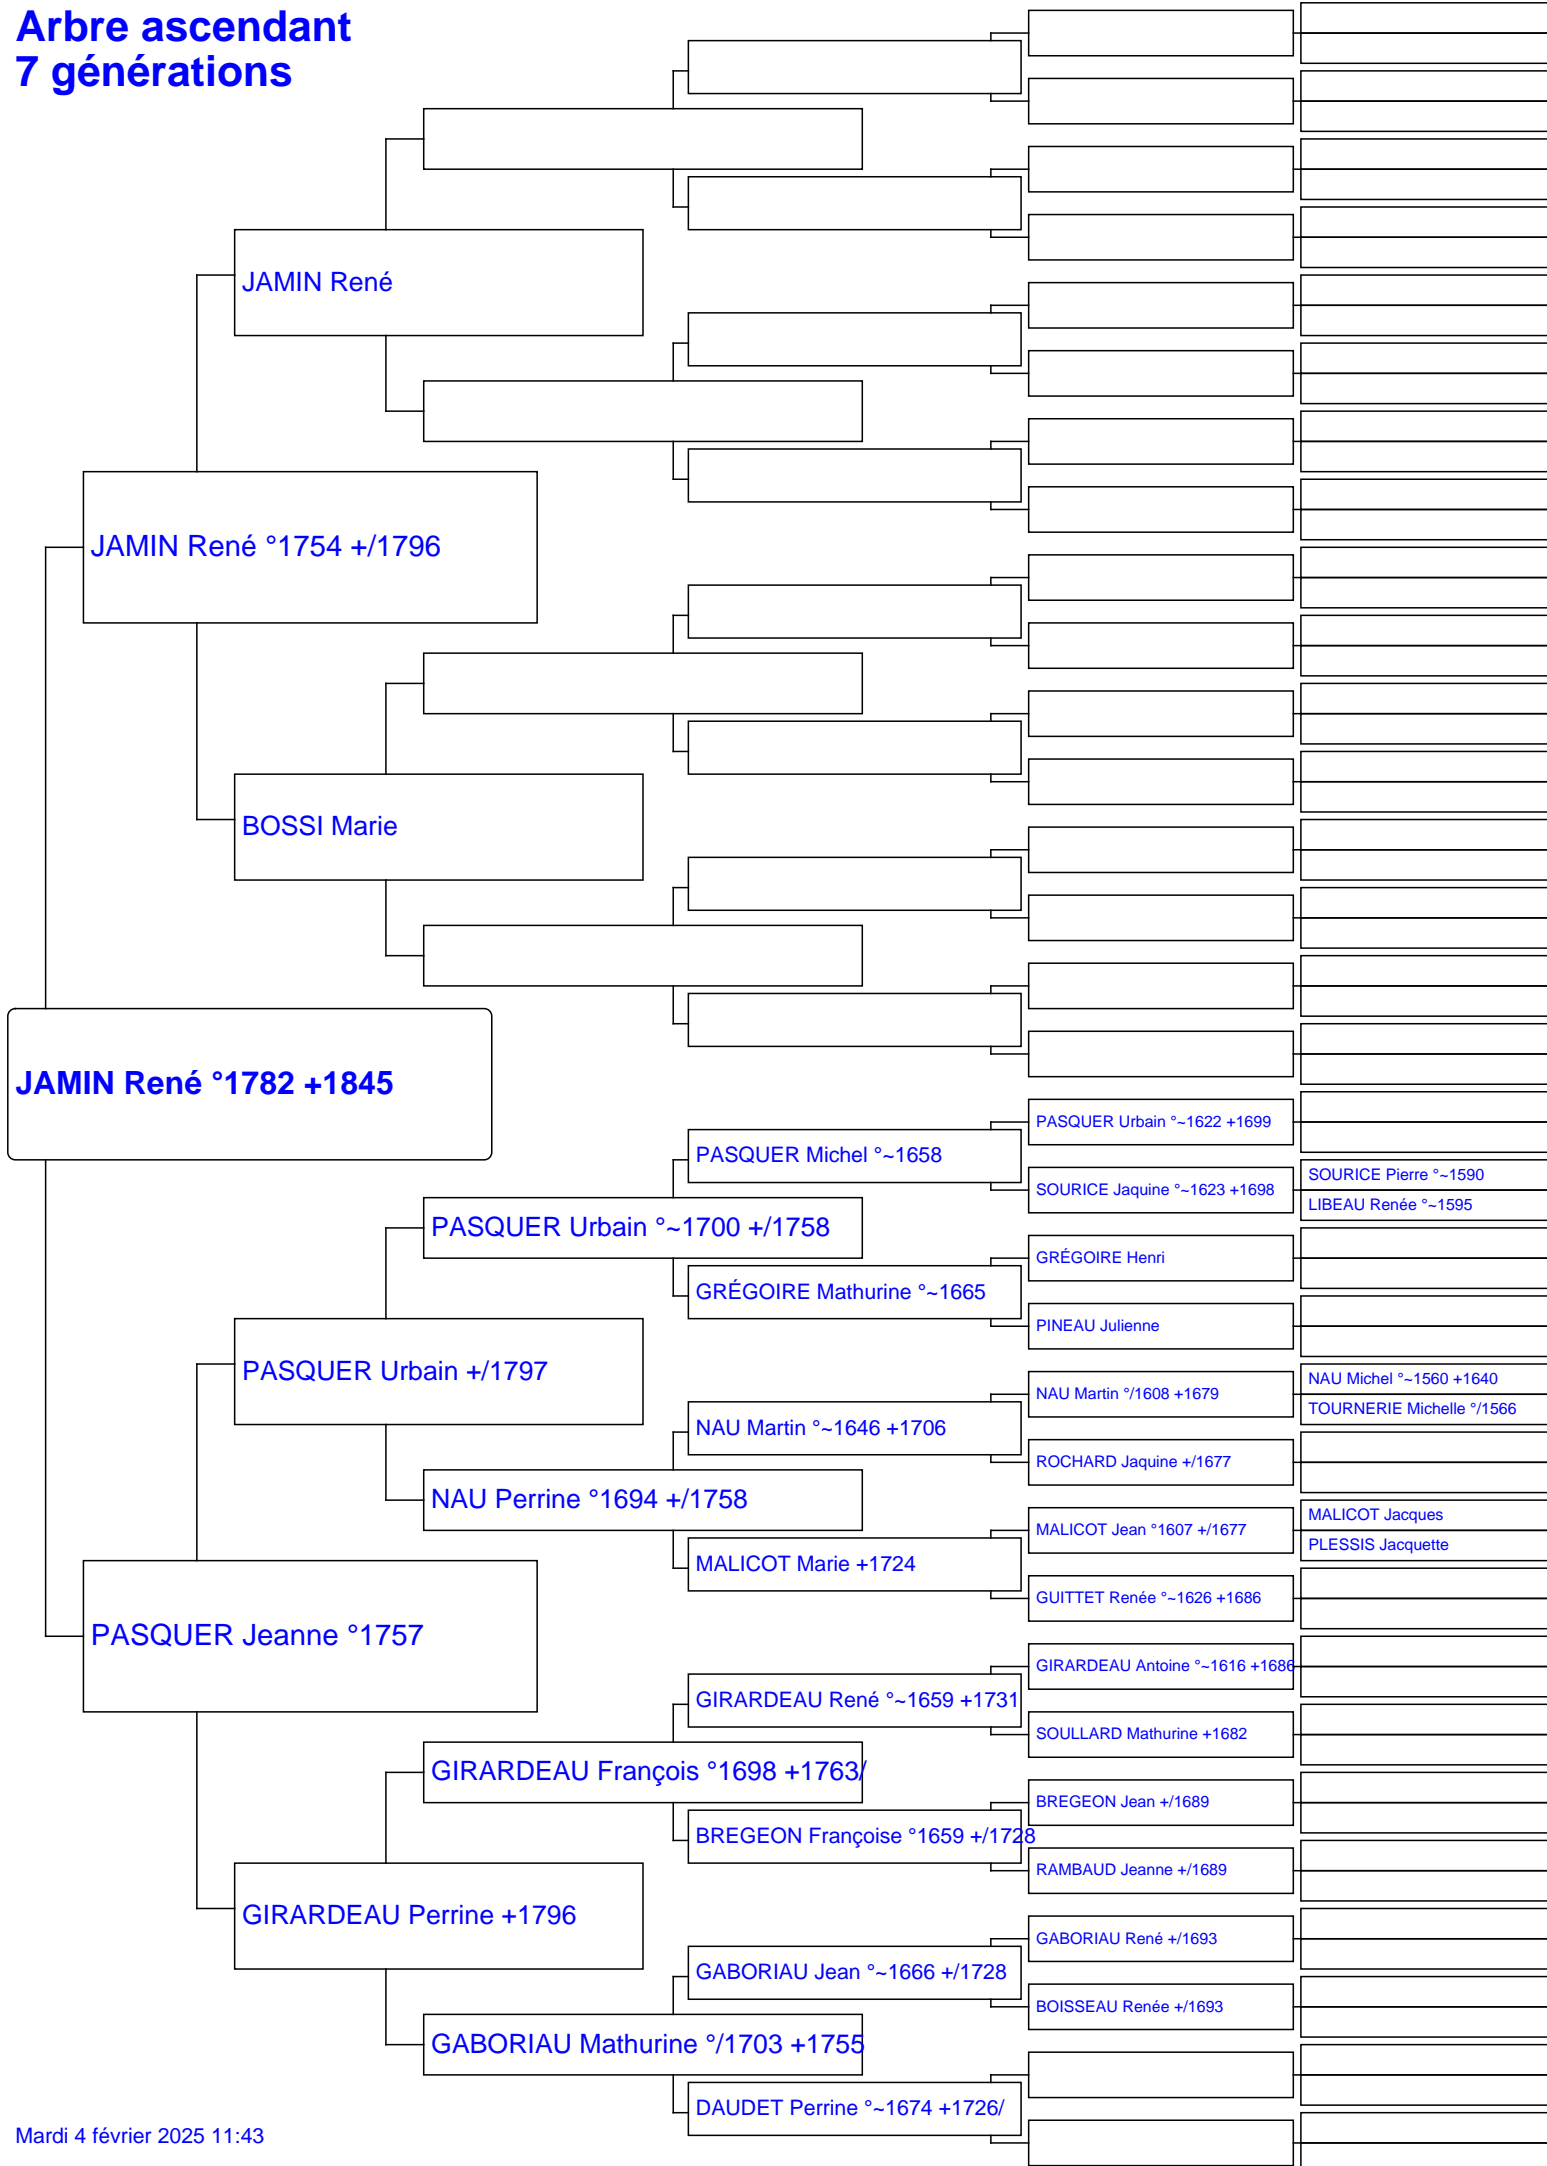 Arbre ascendant
7 générations
JAMIN René
JAMIN René °1754 +/1796
BOSSI Marie
JAMIN René °1782 +1845
PASQUER Urbain °~1622 +1699
PASQUER Michel °~1658
SOURICE Jaquine °~1623 +1698
SOURICE Pierre °~1590
LIBEAU Renée °~1595
PASQUER Urbain °~1700 +/1758
GRÉGOIRE Henri
GRÉGOIRE Mathurine °~1665
PINEAU Julienne
PASQUER Urbain +/1797
NAU Michel °~1560 +1640
NAU Martin °/1608 +1679
TOURNERIE Michelle °/1566
NAU Martin °~1646 +1706
ROCHARD Jaquine +/1677
NAU Perrine °1694 +/1758
MALICOT Jacques
MALICOT Jean °1607 +/1677
PLESSIS Jacquette
MALICOT Marie +1724
GUITTET Renée °~1626 +1686
PASQUER Jeanne °1757
GIRARDEAU Antoine °~1616 +1686
GIRARDEAU René °~1659 +1731
SOULLARD Mathurine +1682
GIRARDEAU François °1698 +1763/
BREGEON Jean +/1689
BREGEON Françoise °1659 +/1728
RAMBAUD Jeanne +/1689
GIRARDEAU Perrine +1796
GABORIAU René +/1693
GABORIAU Jean °~1666 +/1728
BOISSEAU Renée +/1693
GABORIAU Mathurine °/1703 +1755
DAUDET Perrine °~1674 +1726/
Mardi 4 février 2025 11:43